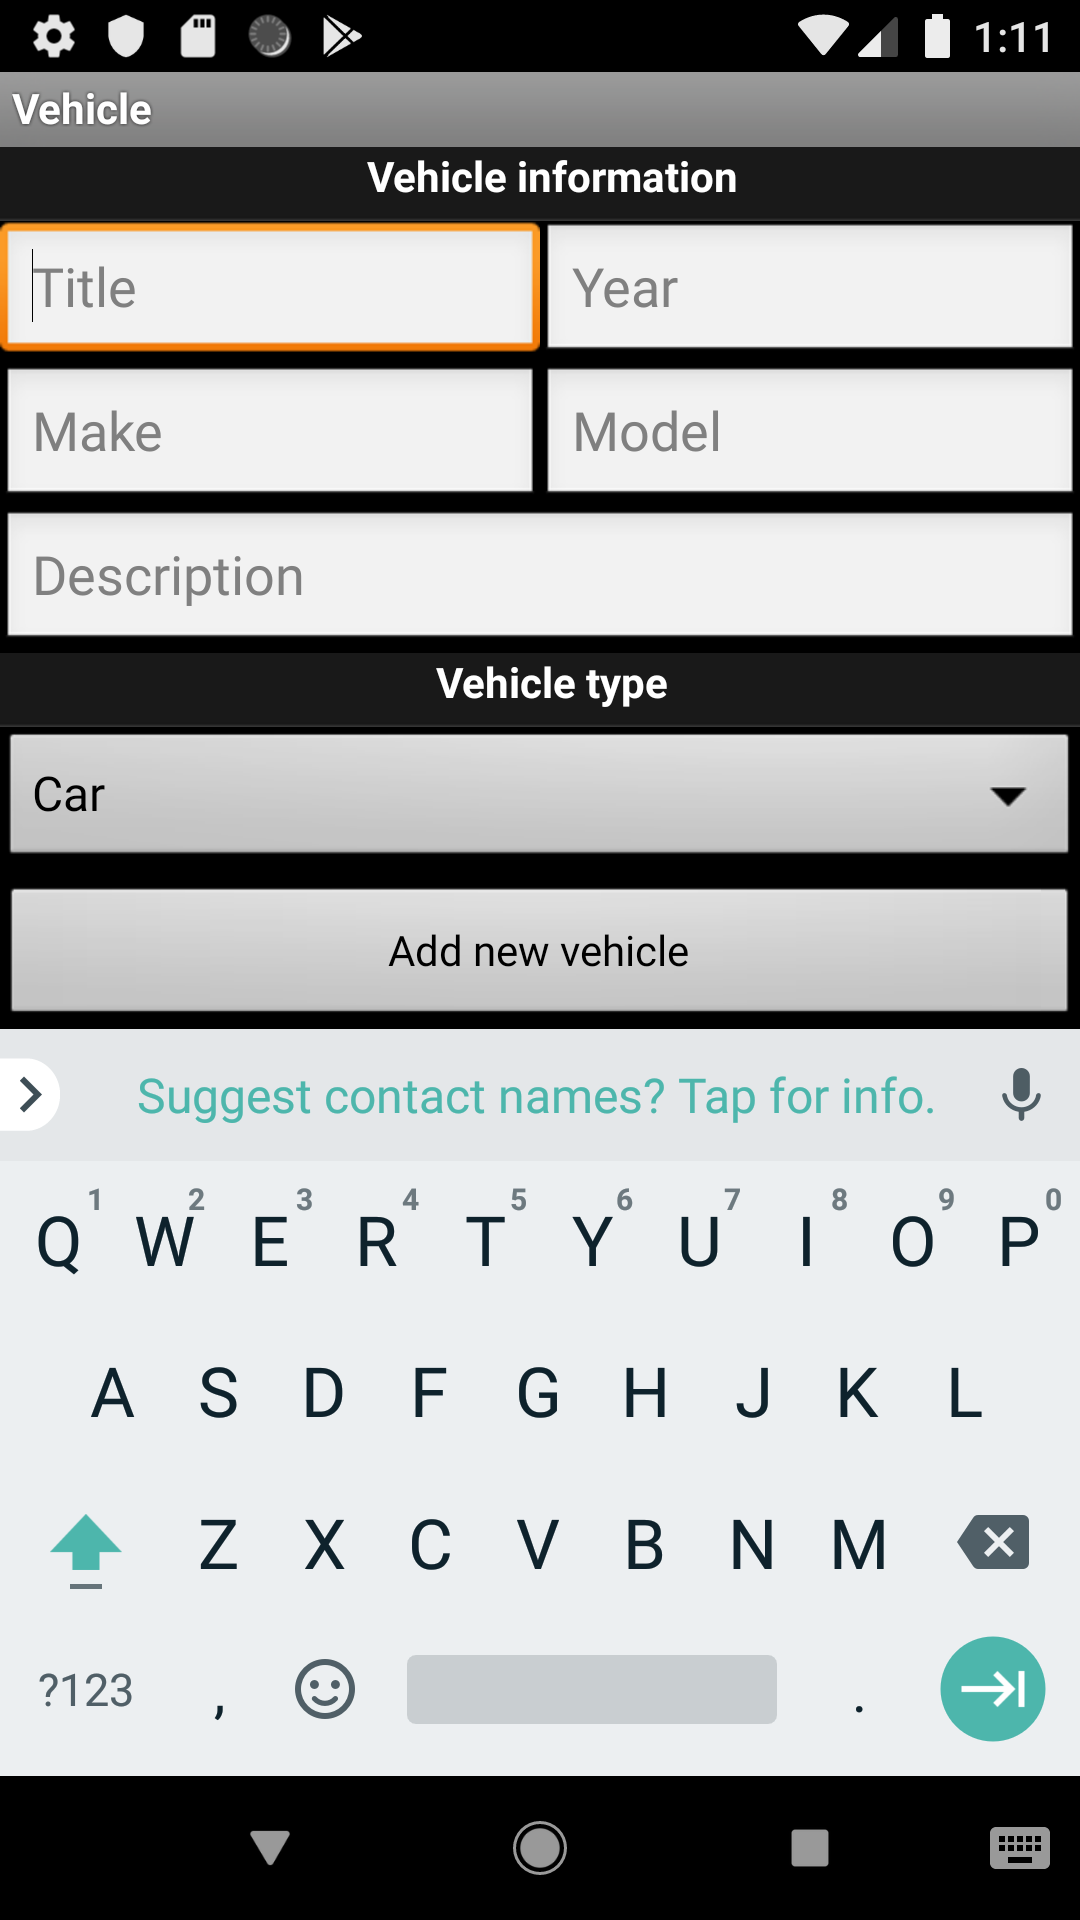 1:11
Vehicle
Vehicle information
Title Year
Make Model
Description
Vehicle type
Car
Add new vehicle
Suggest contact names? Tap for info.
1 2 3 4 5 6 7 8 9 0
Q W E R T Y U I O P
A S D F G H J K L
Z X C V B N M
?123 , .